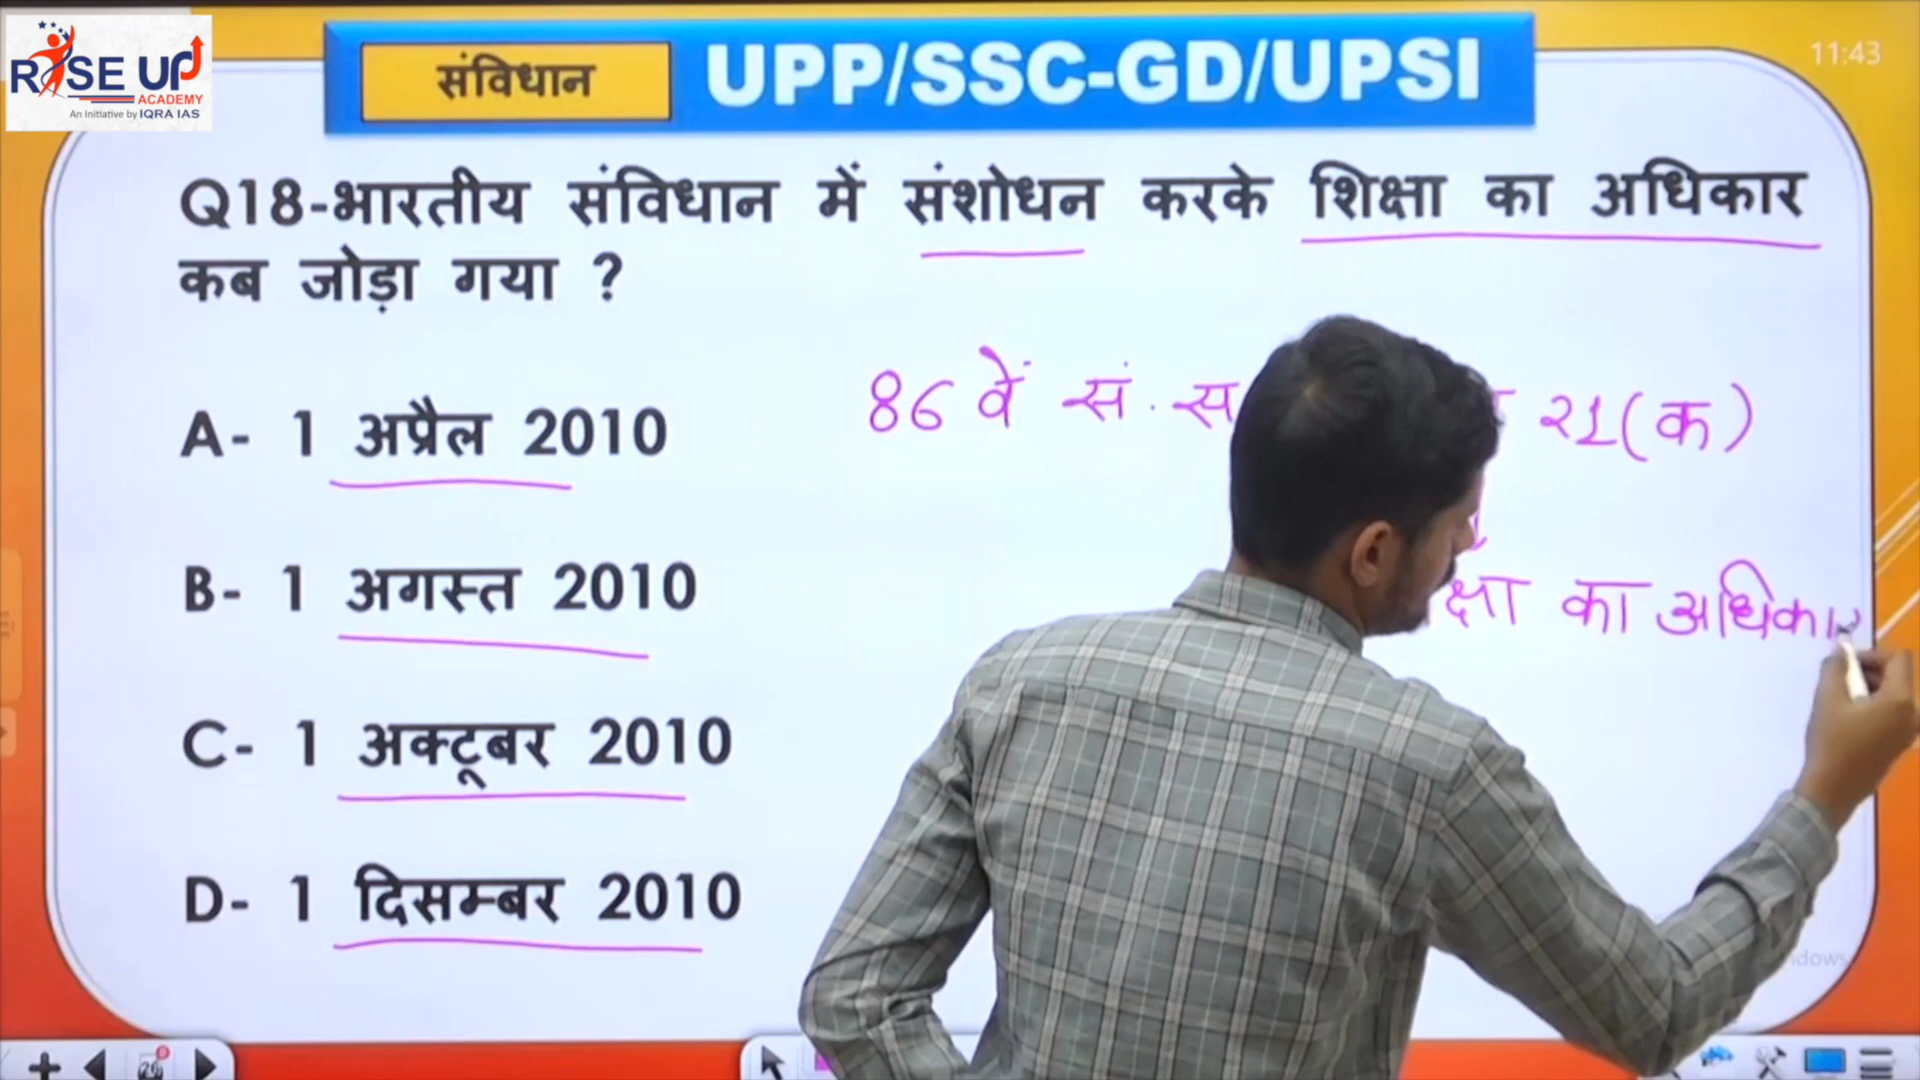 RISE UP
ACADEMY
An Initiative by IQRA IAS
संविधान
UPP/SSC-GD/UPSI
11:43
Q18-भारतीय संविधान में संशोधन करके शिक्षा का अधिकार
कब जोड़ा गया ?
86 वें सं. स 21(क)
का अधिकार
A- 1 अप्रैल 2010
B- 1 अगस्त 2010
C- 1 अक्टूबर 2010
D- 1 दिसम्बर 2010